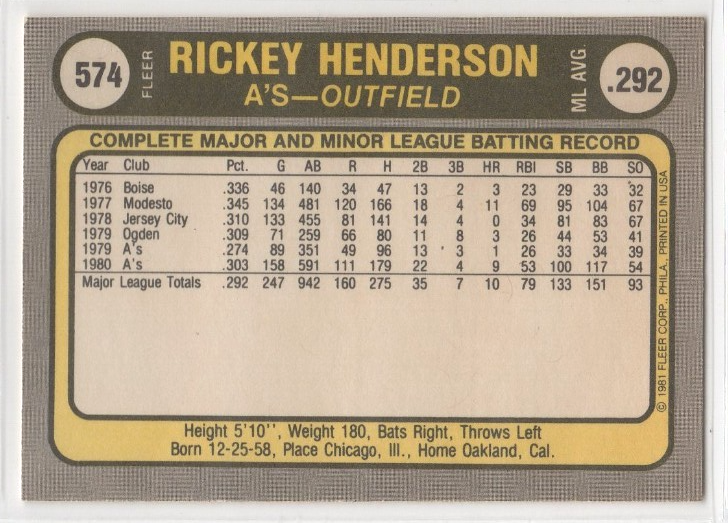 574 FLEER RICKEY HENDERSON ML AVG. .292
A'S—OUTFIELD
COMPLETE MAJOR AND MINOR LEAGUE BATTING RECORD
Year Club Pct. G AB R H 2B 3B HR RBI SB BB SO
1976 Boise .336 46 140 34 47 13 2 3 23 29 33 32
1977 Modesto .345 134 481 120 166 18 4 11 69 95 104 67
1978 Jersey City .310 133 455 81 141 14 4 0 34 81 83 67
1979 Ogden .309 71 259 66 80 11 8 3 26 44 53 41
1979 A's .274 89 351 49 96 13 3 1 26 33 34 39
1980 A's .303 158 591 111 179 22 4 9 53 100 117 54
Major League Totals .292 247 942 160 275 35 7 10 79 133 151 93
© 1981 FLEER CORP., PHILA., PRINTED IN USA
Height 5'10'', Weight 180, Bats Right, Throws Left
Born 12-25-58, Place Chicago, Ill., Home Oakland, Cal.